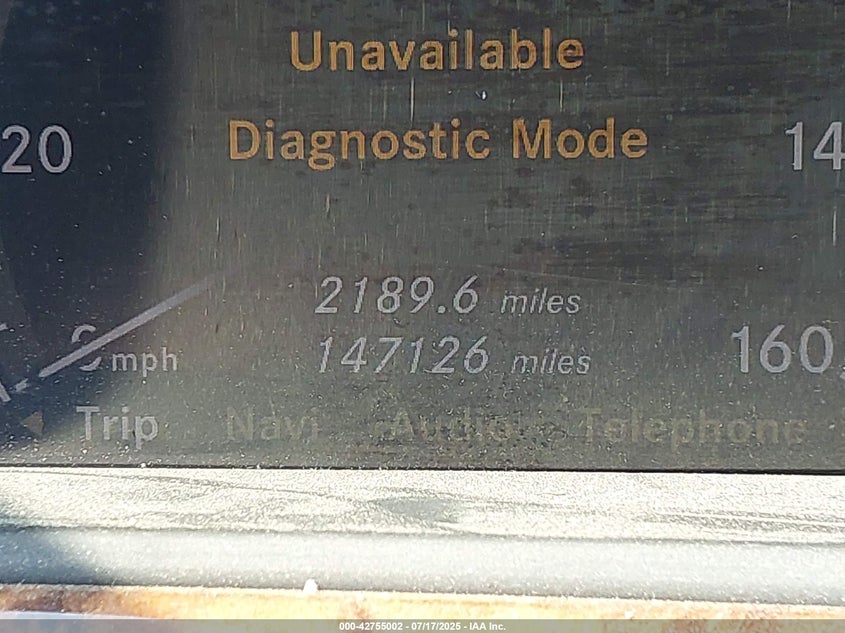 Unavailable
Diagnostic Mode
20
14
2189.6 miles
147126 miles
0 mph
160
Trip Navi Audio Telephone
000-42755002 - 07/17/2025 - IAA Inc.